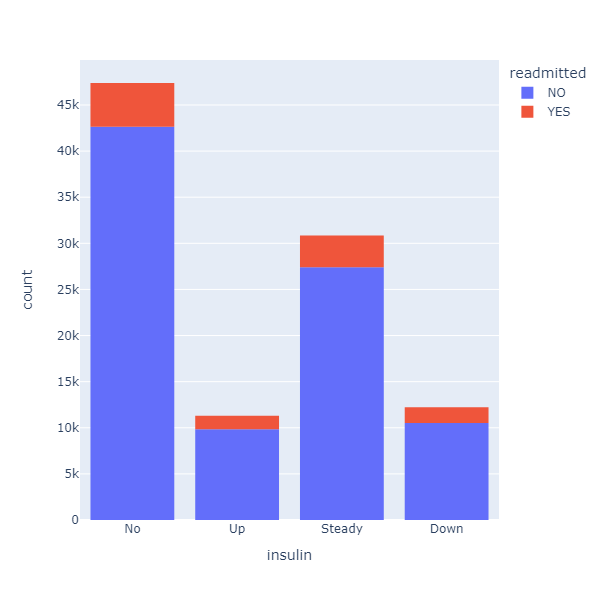 readmitted
NO
YES
45k
40k
35k
30k
25k
20k
15k
10k
5k
0
count
No Up Steady Down
insulin